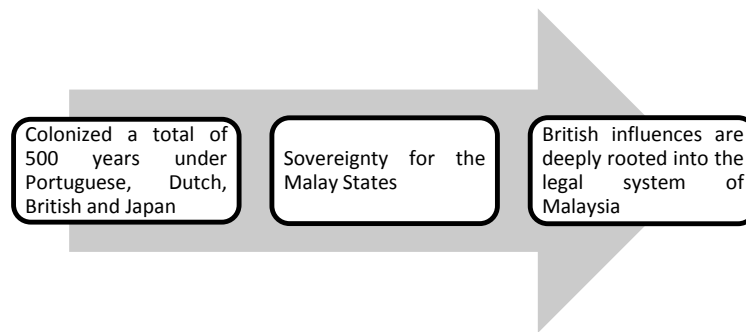 Colonized a total of
500 years under
Portuguese, Dutch,
British and Japan
Sovereignty for the
Malay States
British influences are
deeply rooted into the
legal system of
Malaysia